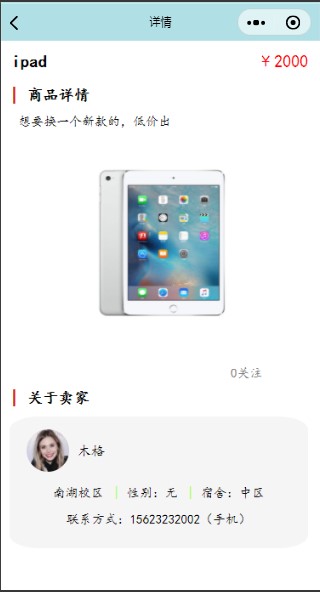 详情
ipad
￥2000
商品详情
想要换一个新款的，低价出
0关注
关于卖家
木格
南湖校区 | 性别：无 | 宿舍：中区
联系方式：15623232002（手机）